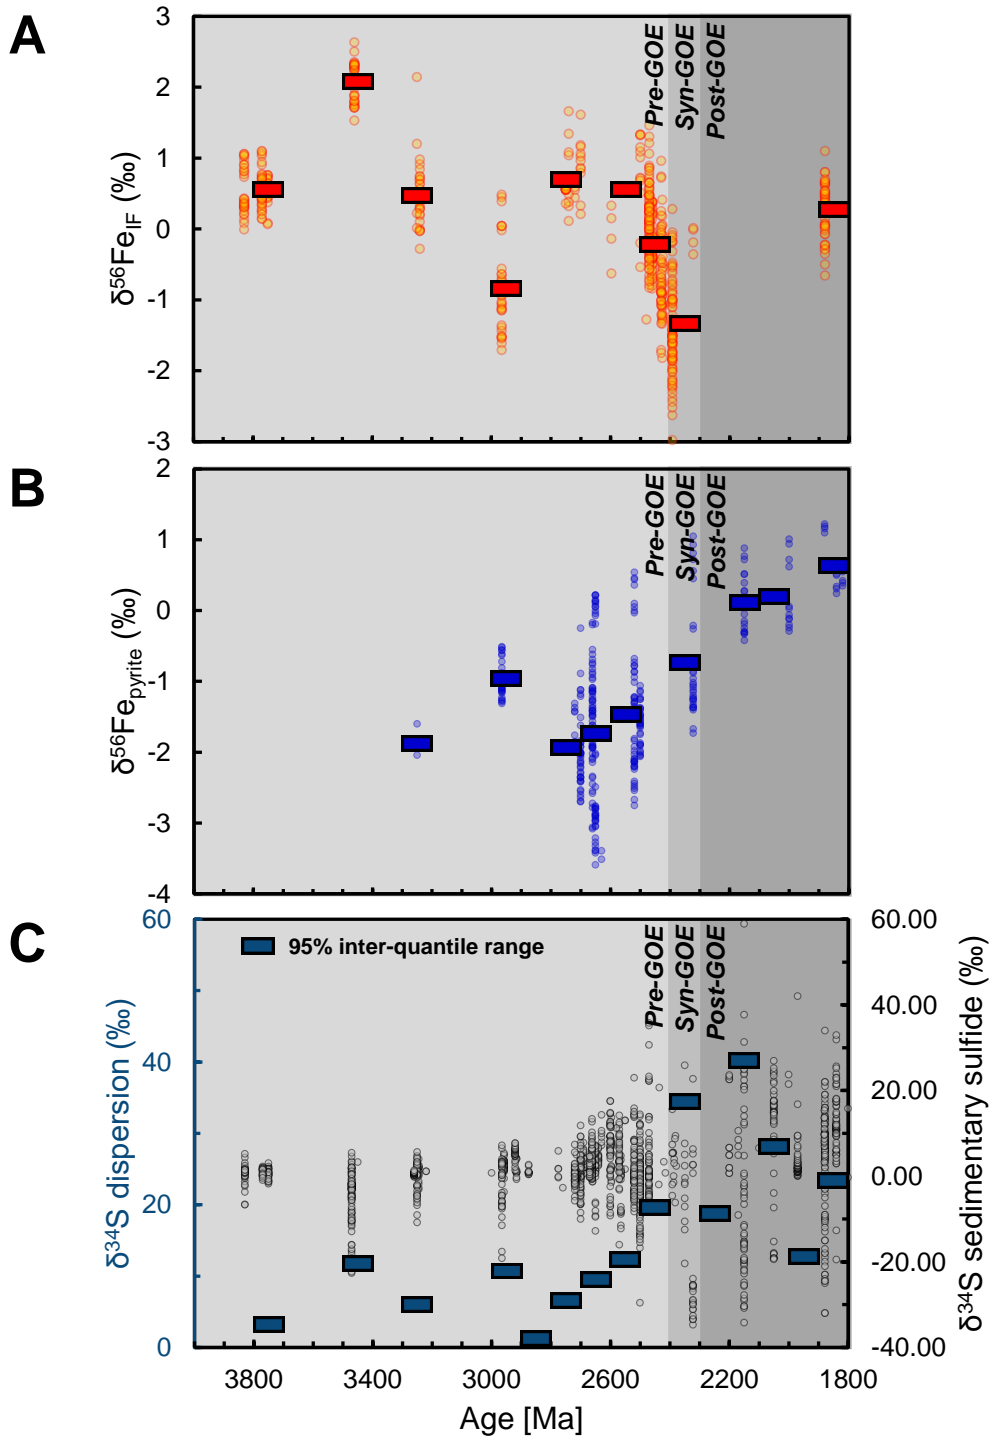 A
3
2
1
0
-1
-2
-3
δ56FeIF (‰)
Pre-GOE
Syn-GOE
Post-GOE
B
2
1
0
-1
-2
-3
-4
δ56Fepyrite (‰)
Pre-GOE
Syn-GOE
Post-GOE
C
60
40
20
0
δ34S dispersion (‰)
95% inter-quantile range
Pre-GOE
Syn-GOE
Post-GOE
60.00
40.00
20.00
0.00
-20.00
-40.00
δ34S sedimentary sulfide (‰)
3800 3400 3000 2600 2200 1800
Age [Ma]